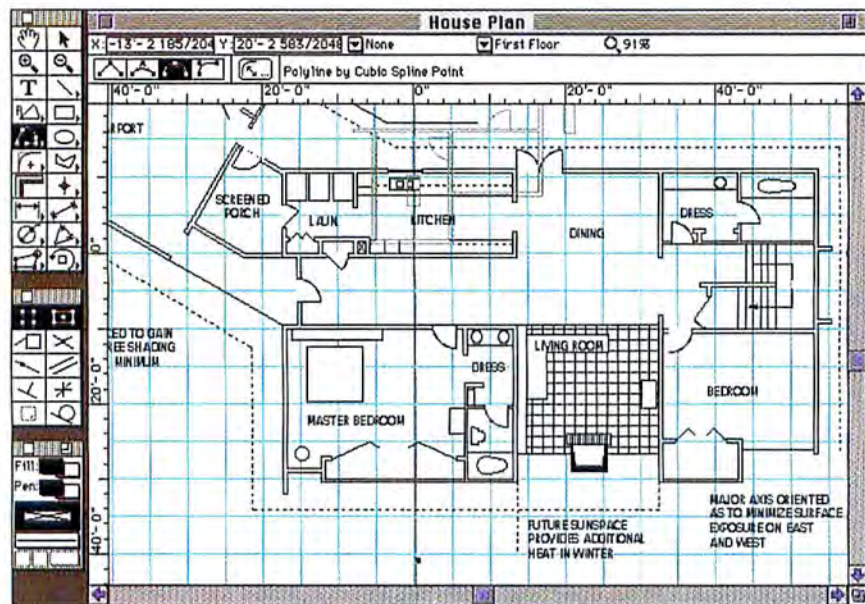 House Plan
X: -13'- 2 185/204 Y: 20'- 2 583/2048 None First Floor 91%
Polyline by Cubic Spline Point
40'- 0" 20'- 0" 0" 20'- 0" 40'- 0"
T
RPORT
SCREENED
PORCH
LAUN.
KITCHEN
DINING
DRESS
0"
ED TO GAIN
REE SHADING
MINIMUM
LIVING ROOM
DRESS
20'- 0"
BEDROOM
MASTER BEDROOM
Fill:
Pen:
40'- 0"
FUTURE SUNSPACE
PROVIDES ADDITIONAL
HEAT IN WINTER
MAJOR AXIS ORIENTED
AS TO MINIMIZE SURFACE
EXPOSURE ON EAST
AND WEST